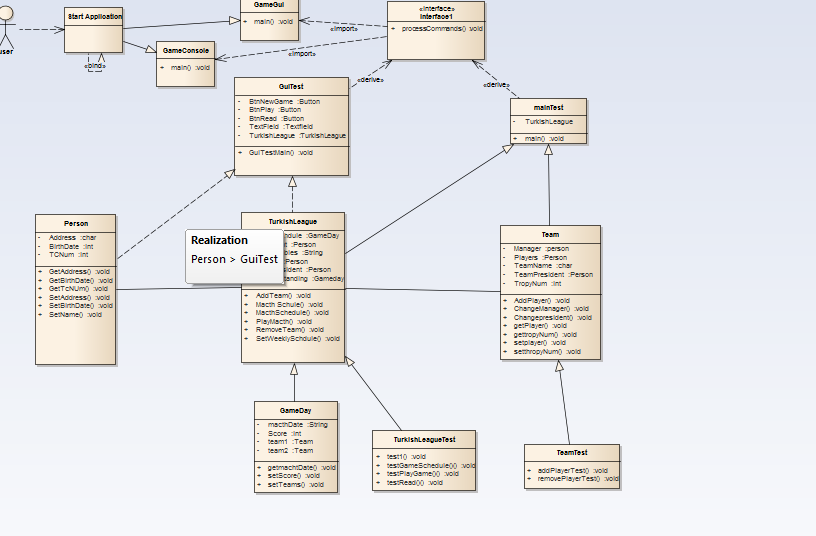 user
Start Application
«bind»
GameGui
+ main() :void
GameConsole
+ main() :void
«import»
«import»
«interface»
Interface1
+ processCommands() :void
«derive»
«derive»
GuiTest
- BtnNewGame :Button
- BtnPlay :Button
- BtnRead :Button
- TextField :Textfield
- TurkishLeague :TurkishLeague
+ GuiTestMain() :void
mainTest
- TurkishLeague
+ main() :void
Person
- Address :char
- BirthDate :int
- TCNum :int
+ GetAddress() :void
+ GetBirthDate() :void
+ GetTcNUm() :void
+ SetAddress() :void
+ SetBirthDate() :void
+ SetName() :void
TurkishLeague
:GameDay
:Person
:String
:Person
:Person
:Gameday
+ AddTeam() :void
+ Macth Schule() :void
+ MacthSchedule() :void
+ PlayMacth() :void
+ RemoveTeam() :void
+ SetWeeklySchdule() :void
Realization
Person > GuiTest
Team
- Manager :person
- Players :Person
- TeamName :char
- TeamPresident :Person
- TropyNum :int
+ AddPlayer() :void
+ ChangeManager() :void
+ Changepresident() :void
+ getPlayer() :void
+ gettropyNum() :void
+ setplayer() :void
+ setthropyNum() :void
GameDay
- macthDate :String
- Score :int
- team1 :Team
- team2 :Team
+ getmachtDate() :void
+ setScore() :void
+ setTeams() :void
TurkishLeagueTest
+ test1() :void
+ testGameSchedule()() :void
+ testPlayGame()() :void
+ testRead()() :void
TeamTest
+ addPlayerTest() :void
+ removePlayerTest() :void